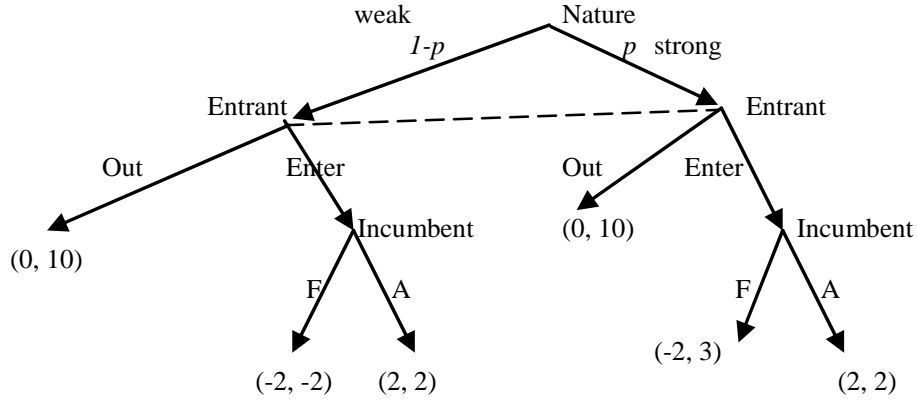 weak Nature
1-p p strong
Entrant Entrant
Out Enter Out Enter
(0, 10) Incumbent (0, 10) Incumbent
F A F A
(-2, -2) (2, 2) (-2, 3) (2, 2)